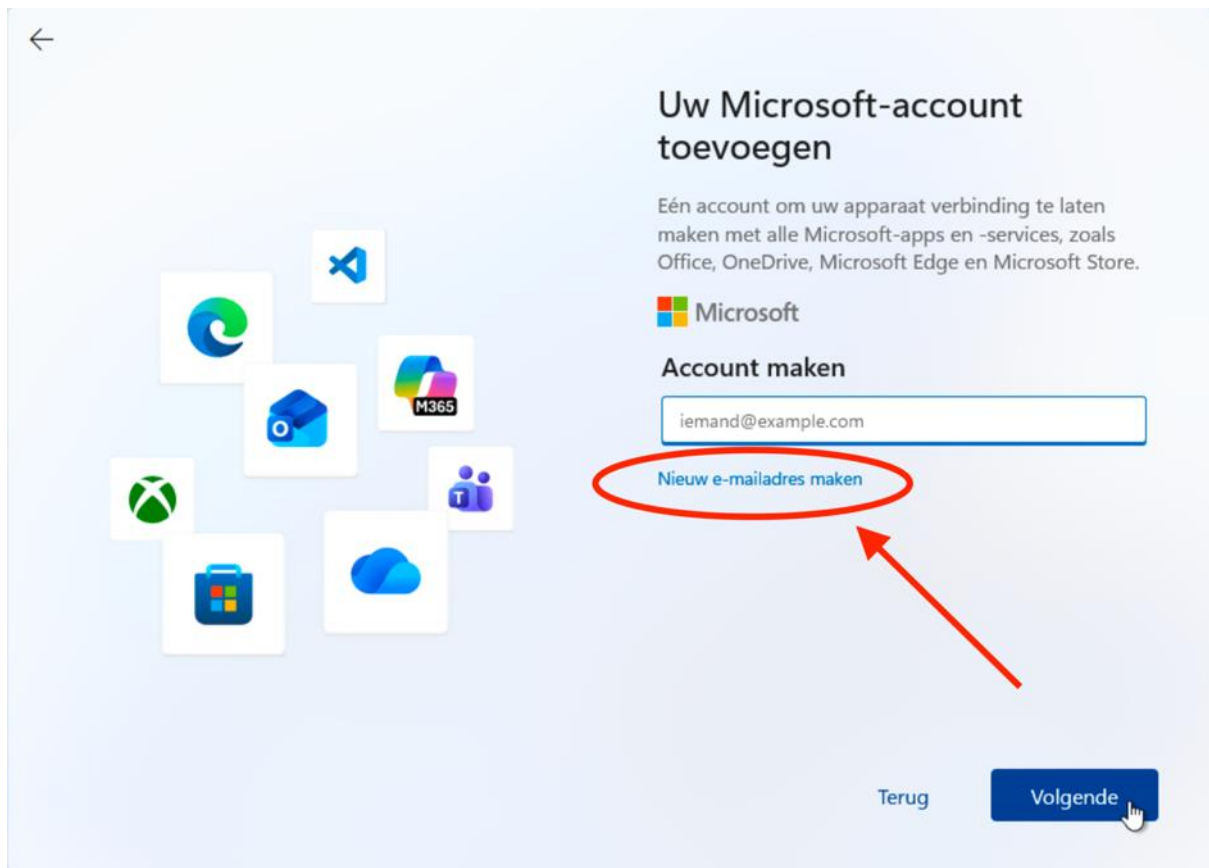 Uw Microsoft-account
toevoegen
Eén account om uw apparaat verbinding te laten
maken met alle Microsoft-apps en -services, zoals
Office, OneDrive, Microsoft Edge en Microsoft Store.
Microsoft
Account maken
iemand@example.com
Nieuw e-mailadres maken
M365
O
T
Terug
Volgende